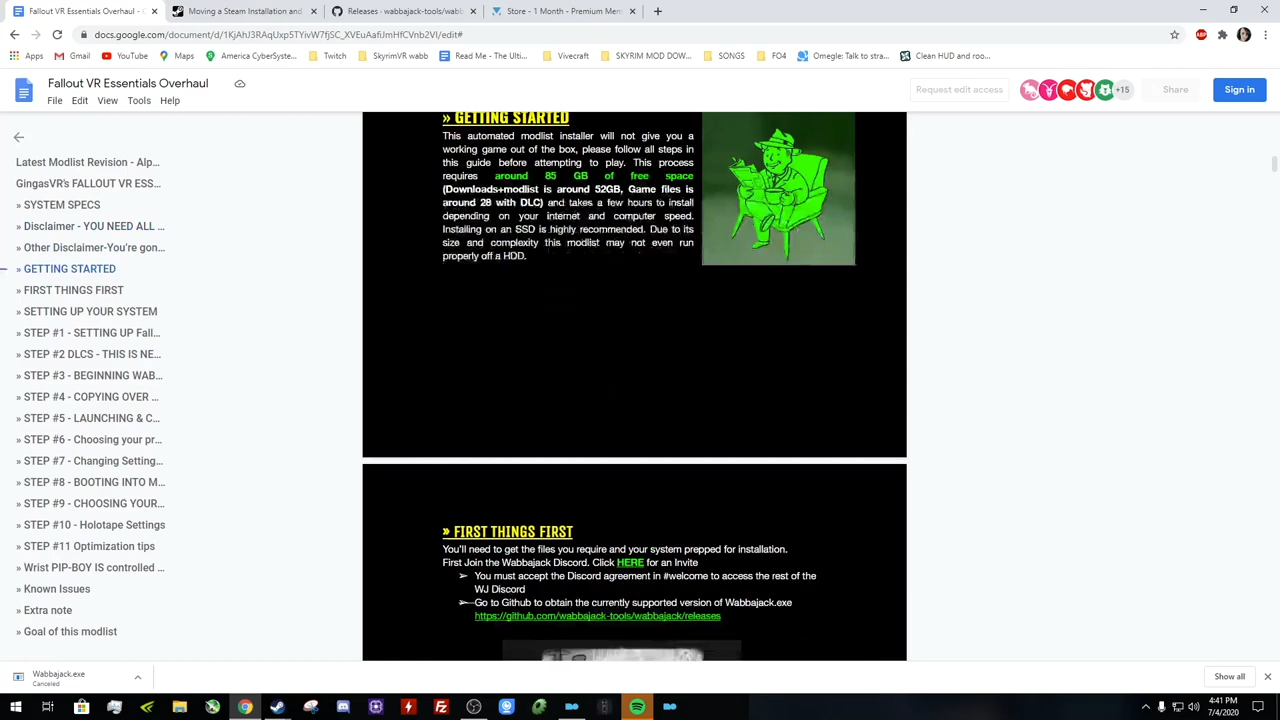 Fallout VR Essentials Overhaul - C
Moving a Steam Installation and
Releases · wabbajack-tools/wabb
Store - 1 Month - Premium Mem
docs.google.com/document/d/1KjAhJ3RAqUxp5TYivW7fjSC_XVEuAafiJmHfCVnb2VI/edit#
Apps
Gmail
YouTube
Maps
America CyberSyste...
Twitch
SkyrimVR wabb
Read Me - The Ulti...
Vivecraft
SKYRIM MOD DOW...
SONGS
FO4
Omegle: Talk to stra...
Clean HUD and roo...
Fallout VR Essentials Overhaul
File Edit View Tools Help
Request edit access
+15
Share
Sign in
Latest Modlist Revision - Alp...
GingasVR's FALLOUT VR ESS...
» SYSTEM SPECS
» Disclaimer - YOU NEED ALL ...
» Other Disclaimer-You're gon...
» GETTING STARTED
» FIRST THINGS FIRST
» SETTING UP YOUR SYSTEM
» STEP #1 - SETTING UP Fall...
» STEP #2 DLCS - THIS IS NE...
» STEP #3 - BEGINNING WAB...
» STEP #4 - COPYING OVER ...
» STEP #5 - LAUNCHING & C...
» STEP #6 - Choosing your pr...
» STEP #7 - Changing Setting...
» STEP #8 - BOOTING INTO M...
» STEP #9 - CHOOSING YOUR...
» STEP #10 - Holotape Settings
» STEP #11 Optimization tips
» Wrist PIP-BOY IS controlled ...
» Known Issues
» Extra note
» Goal of this modlist
» GETTING STARTED
This automated modlist installer will not give you a
working game out of the box, please follow all steps in
this guide before attempting to play. This process
requires around 85 GB of free space
(Downloads+modlist is around 52GB, Game files is
around 28 with DLC) and takes a few hours to install
depending on your internet and computer speed.
Installing on an SSD is highly recommended. Due to its
size and complexity this modlist may not even run
properly off a HDD.
» FIRST THINGS FIRST
You'll need to get the files you require and your system prepped for installation.
First Join the Wabbajack Discord. Click HERE for an Invite
➢ You must accept the Discord agreement in #welcome to access the rest of the
WJ Discord
➢ Go to Github to obtain the currently supported version of Wabbajack.exe
https://github.com/wabbajack-tools/wabbajack/releases
Wabbajack.exe
Canceled
Show all
4:41 PM
7/4/2020